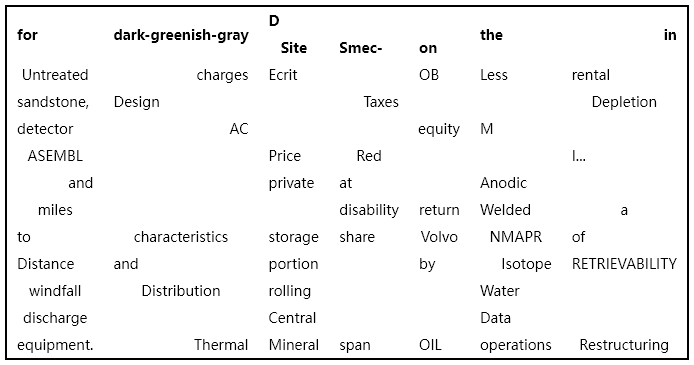 for dark-greenish-gray D Site Smec- on the in
Untreated charges Ecrit OB Less rental
sandstone, Design Taxes Depletion
detector AC equity M
ASEMBL Price Red I...
and private at Anodic
miles disability return Welded a
to characteristics storage share Volvo NMAPR of
Distance and portion by Isotope RETRIEVABILITY
windfall Distribution rolling Water
discharge Central Data
equipment. Thermal Mineral span OIL operations Restructuring